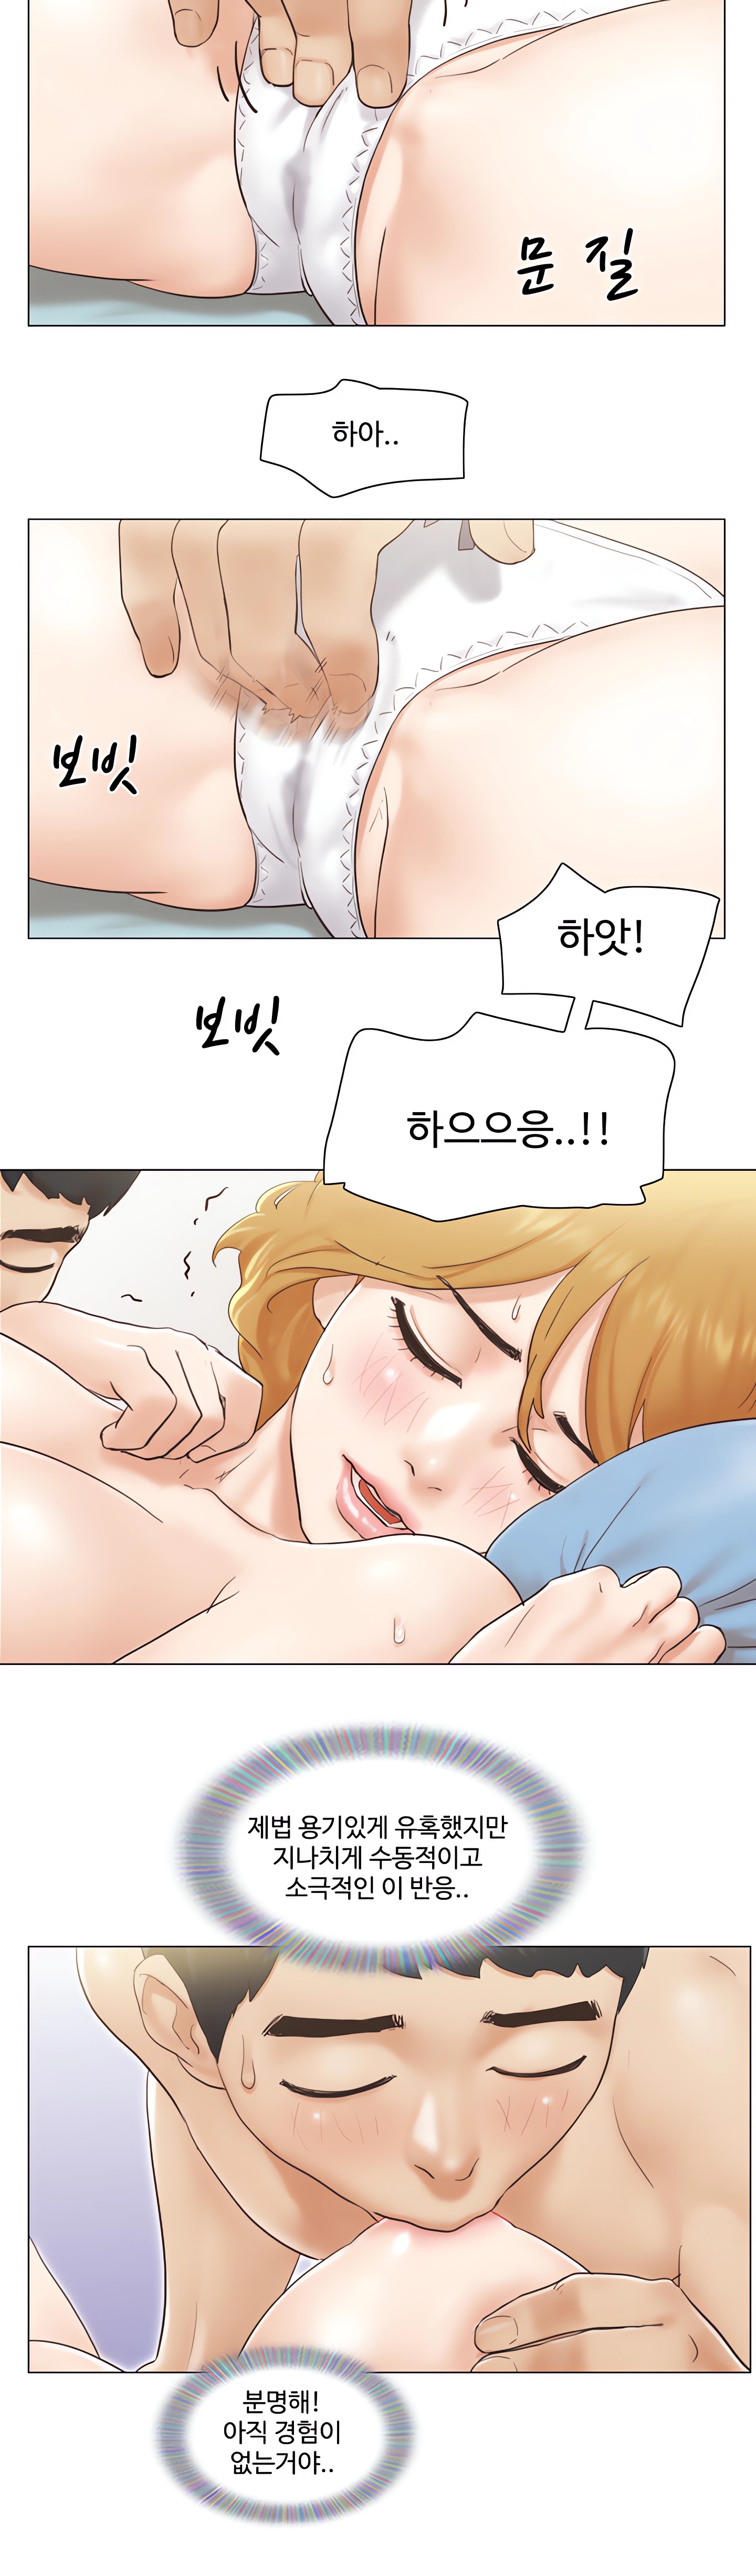 문질
하아..
보빗
하앗!
보빗
하으으응..!!
제법 용기있게 유혹했지만
지나치게 수동적이고
소극적인 이 반응..
분명해!
아직 경험이
없는거야..